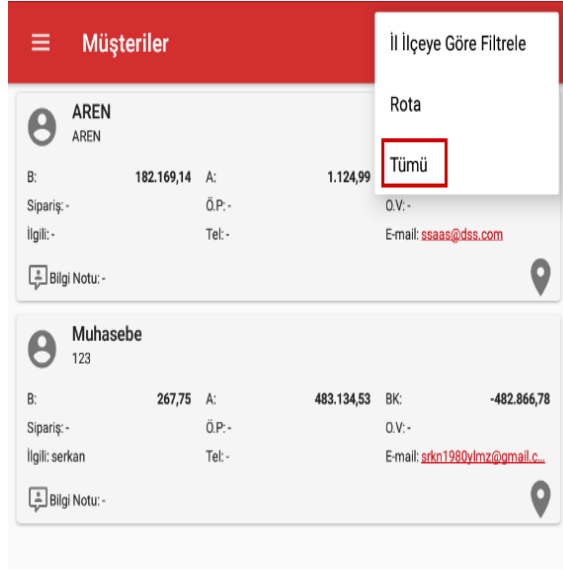 Müşteriler
İl İlçeye Göre Filtrele
Rota
Tümü
AREN
AREN
B: 182.169,14 A: 1.124,99
Sipariş: - Ö.P: - O.V: -
İlgili: - Tel: - E-mail: ssaas@dss.com
Bilgi Notu: -
Muhasebe
123
B: 267,75 A: 483.134,53 BK: -482.866,78
Sipariş: - Ö.P: - O.V: -
İlgili: serkan Tel: - E-mail: srkn1980ylmz@gmail.c...
Bilgi Notu: -